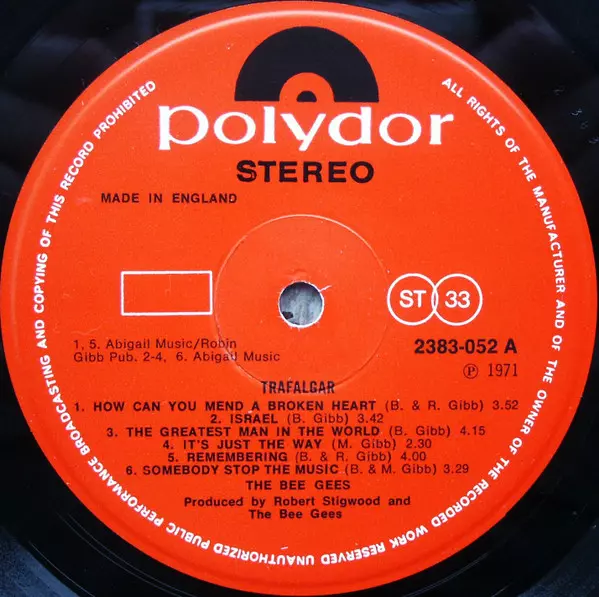 polydor
STEREO
MADE IN ENGLAND
ST 33
1, 5. Abigail Music/Robin
Gibb Pub. 2-4, 6. Abigail Music
2383-052 A
Ⓟ 1971
TRAFALGAR
1. HOW CAN YOU MEND A BROKEN HEART (B. & R. Gibb) 3.52
2. ISRAEL (B. Gibb) 3.42
3. THE GREATEST MAN IN THE WORLD (B. Gibb) 4.15
4. IT'S JUST THE WAY (M. Gibb) 2.30
5. REMEMBERING (B. & R. Gibb) 4.00
6. SOMEBODY STOP THE MUSIC (B. & M. Gibb) 3.29
THE BEE GEES
Produced by Robert Stigwood and
The Bee Gees
ALL RIGHTS OF THE MANUFACTURER AND OF THE OWNER OF THE RECORDED WORK RESERVED UNAUTHORIZED PUBLIC PERFORMANCE BROADCASTING AND COPYING OF THIS RECORD PROHIBITED